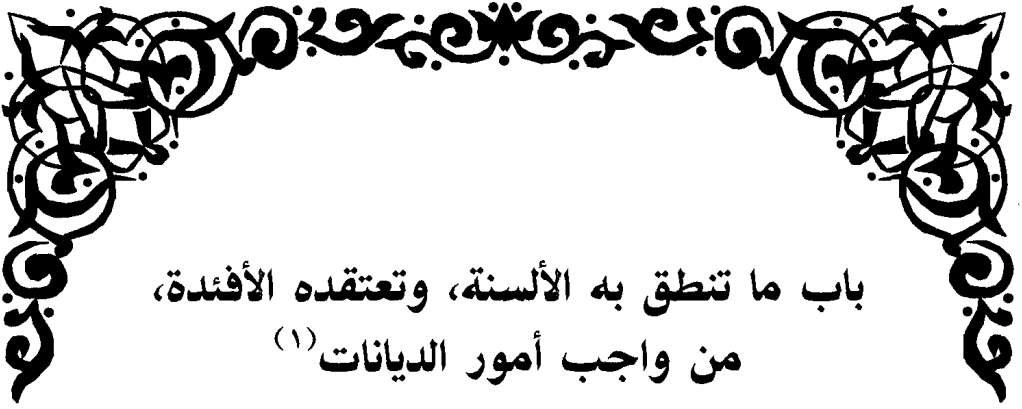 باب ما تنطق به الألسنة، وتعتقده الأفئدة،
من واجب أمور الديانات(١)